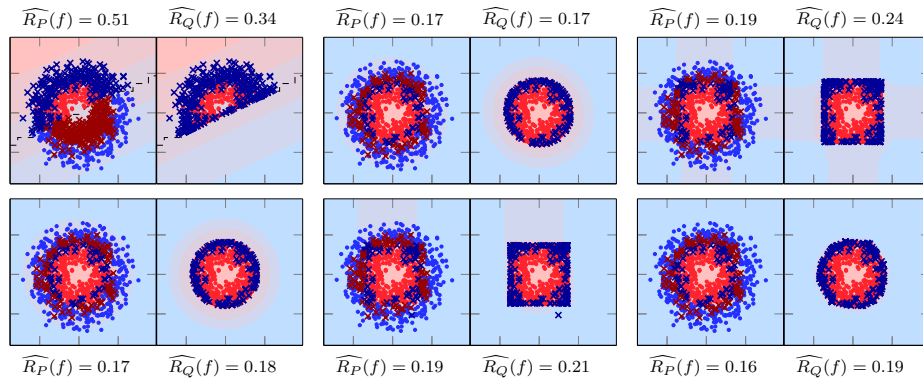 $\widehat{R_P}(f) = 0.51$ $\widehat{R_Q}(f) = 0.34$ $\widehat{R_P}(f) = 0.17$ $\widehat{R_Q}(f) = 0.17$ $\widehat{R_P}(f) = 0.19$ $\widehat{R_Q}(f) = 0.24$
$\widehat{R_P}(f) = 0.17$ $\widehat{R_Q}(f) = 0.18$ $\widehat{R_P}(f) = 0.19$ $\widehat{R_Q}(f) = 0.21$ $\widehat{R_P}(f) = 0.16$ $\widehat{R_Q}(f) = 0.19$